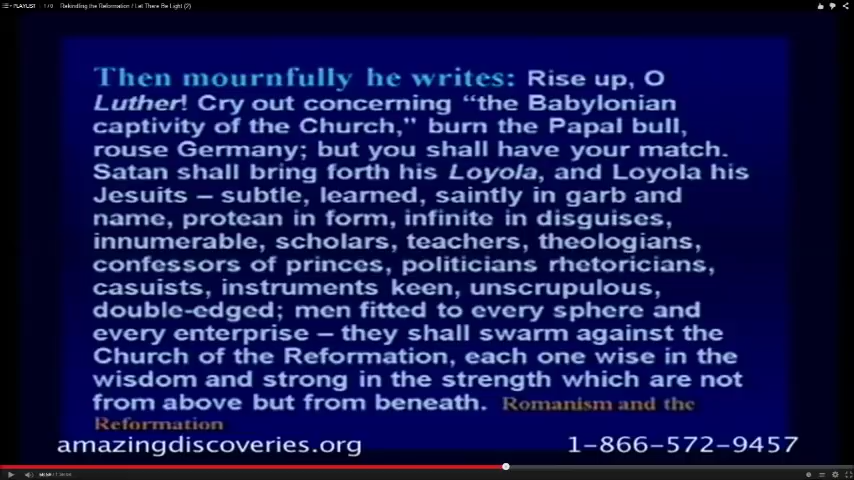 PLAYLIST 1/6 Rekindling the Reformation / Let There Be Light (2)
Then mournfully he writes: Rise up, O
Luther! Cry out concerning “the Babylonian
captivity of the Church,” burn the Papal bull,
rouse Germany; but you shall have your match.
Satan shall bring forth his Loyola, and Loyola his
Jesuits – subtle, learned, saintly in garb and
name, protean in form, infinite in disguises,
innumerable, scholars, teachers, theologians,
confessors of princes, politicians rhetoricians,
casuists, instruments keen, unscrupulous,
double-edged; men fitted to every sphere and
every enterprise – they shall swarm against the
Church of the Reformation, each one wise in the
wisdom and strong in the strength which are not
from above but from beneath. Romanism and the
Reformation
amazingdiscoveries.org 1-866-572-9457